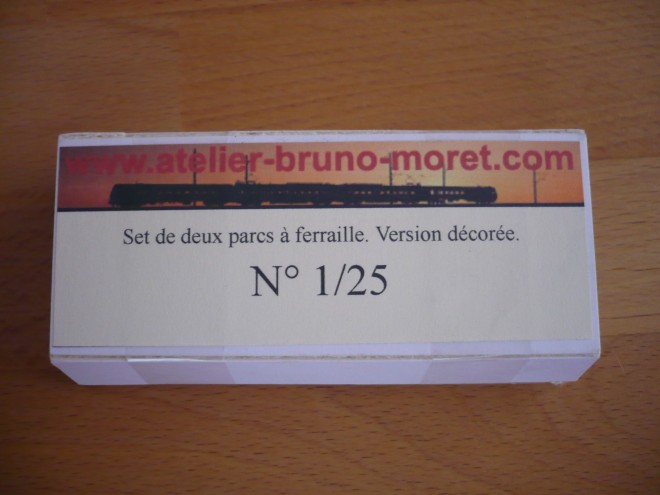 www.atelier-bruno-moret.com
Set de deux parcs à ferraille. Version décorée.
N° 1/25